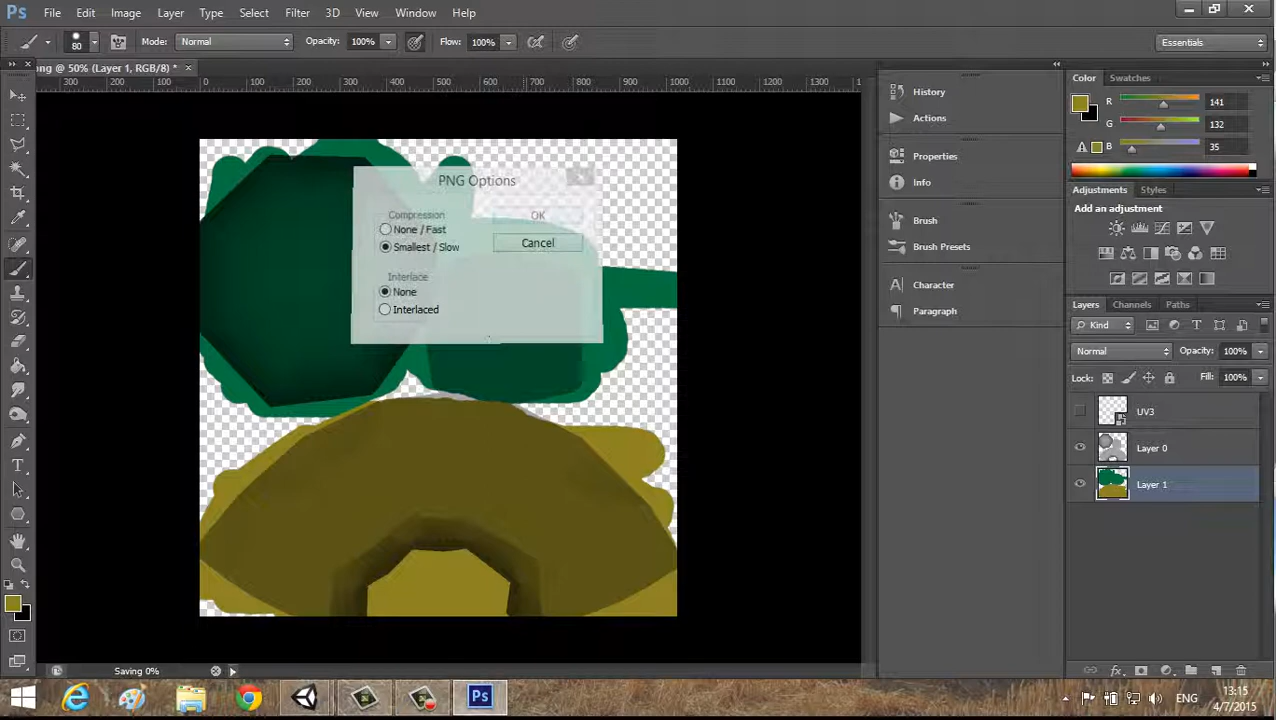 Ps File Edit Image Layer Type Select Filter 3D View Window Help
80 Mode: Normal Opacity: 100% Flow: 100% Essentials
png @ 50% (Layer 1, RGB/8) * ×
300 200 100 0 100 200 300 400 500 600 700 800 900 1000 1100 1200 1300
History
Actions
Properties
Info
Brush
Brush Presets
Character
Paragraph
Color Swatches
R 141
G 132
B 35
Adjustments Styles
Add an adjustment
Layers Channels Paths
Kind
Normal Opacity: 100%
Lock: Fill: 100%
UV3
Layer 0
Layer 1
PNG Options
Compression OK
None / Fast
Smallest / Slow Cancel
Interlace
None
Interlaced
Saving 0%
Ps ENG 13:15
4/7/2015